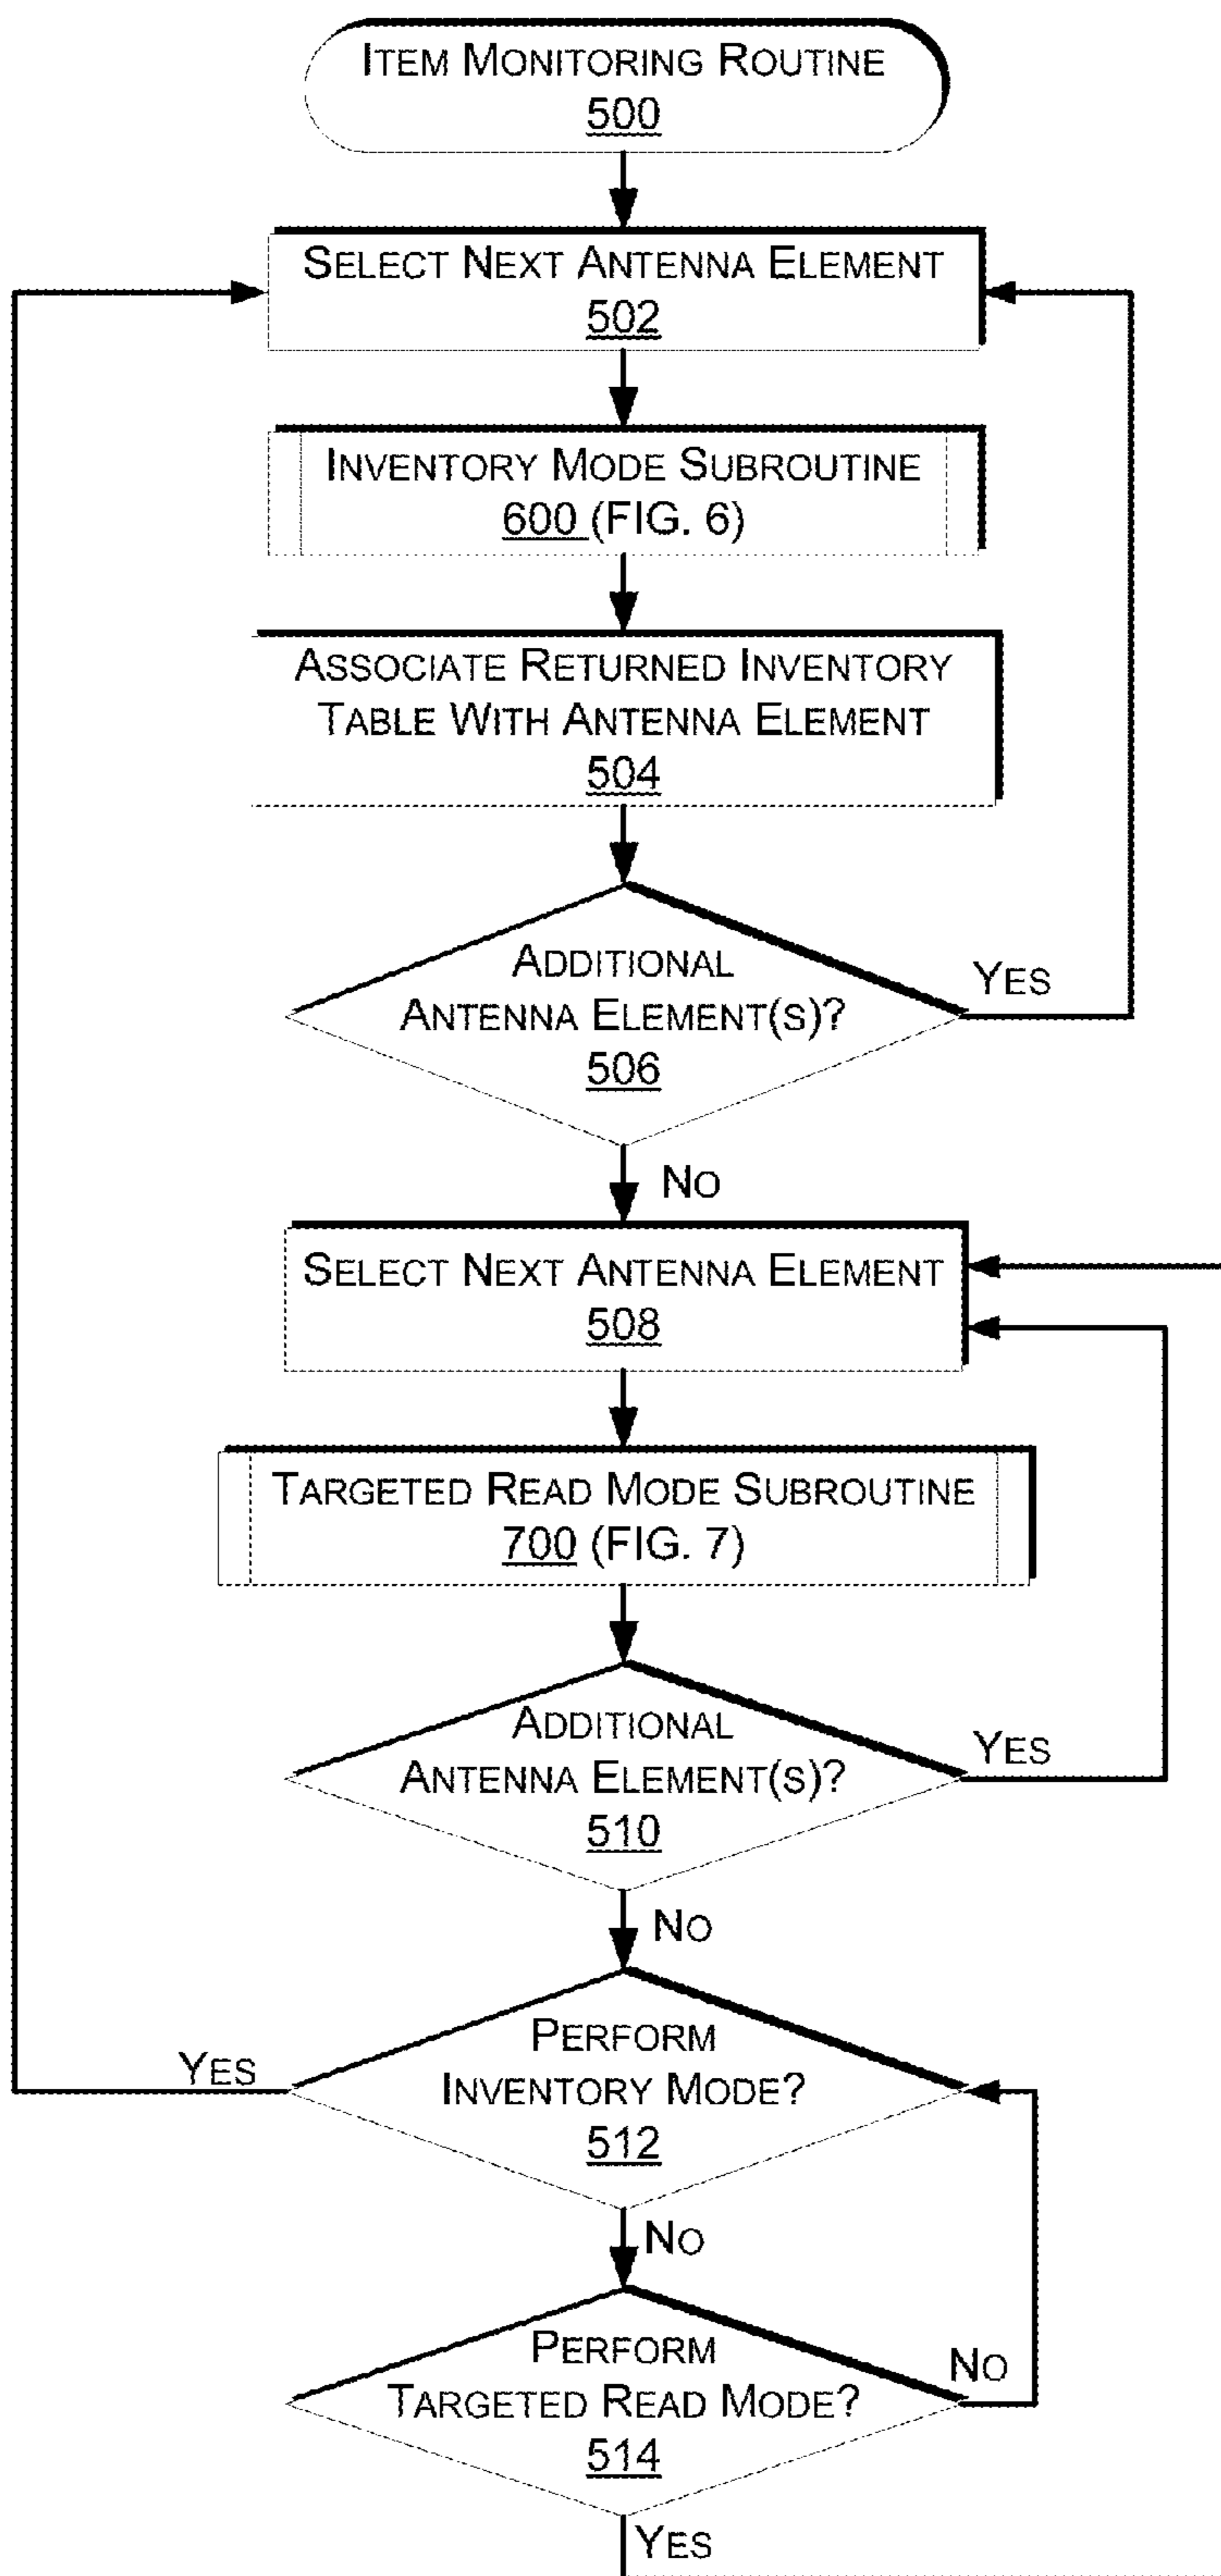 ITEM MONITORING ROUTINE
500
SELECT NEXT ANTENNA ELEMENT
502
INVENTORY MODE SUBROUTINE
600 (FIG. 6)
ASSOCIATE RETURNED INVENTORY
TABLE WITH ANTENNA ELEMENT
504
ADDITIONAL
ANTENNA ELEMENT(S)?
506
YES
NO
SELECT NEXT ANTENNA ELEMENT
508
TARGETED READ MODE SUBROUTINE
700 (FIG. 7)
ADDITIONAL
ANTENNA ELEMENT(S)?
510
YES
NO
PERFORM
INVENTORY MODE?
512
YES
NO
PERFORM
TARGETED READ MODE?
514
NO
YES